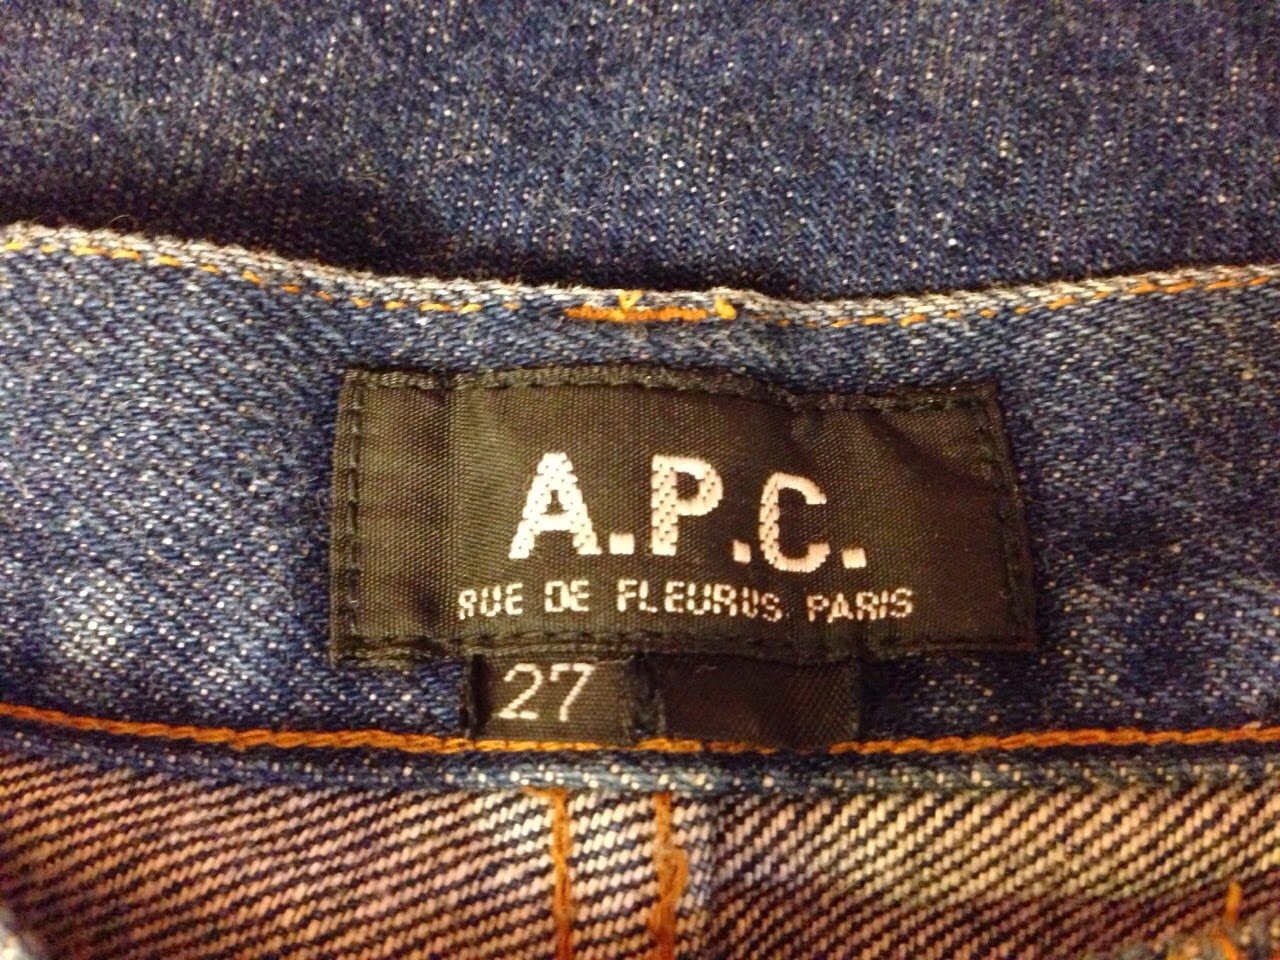 A.P.C.
RUE DE FLEURUS PARIS
27